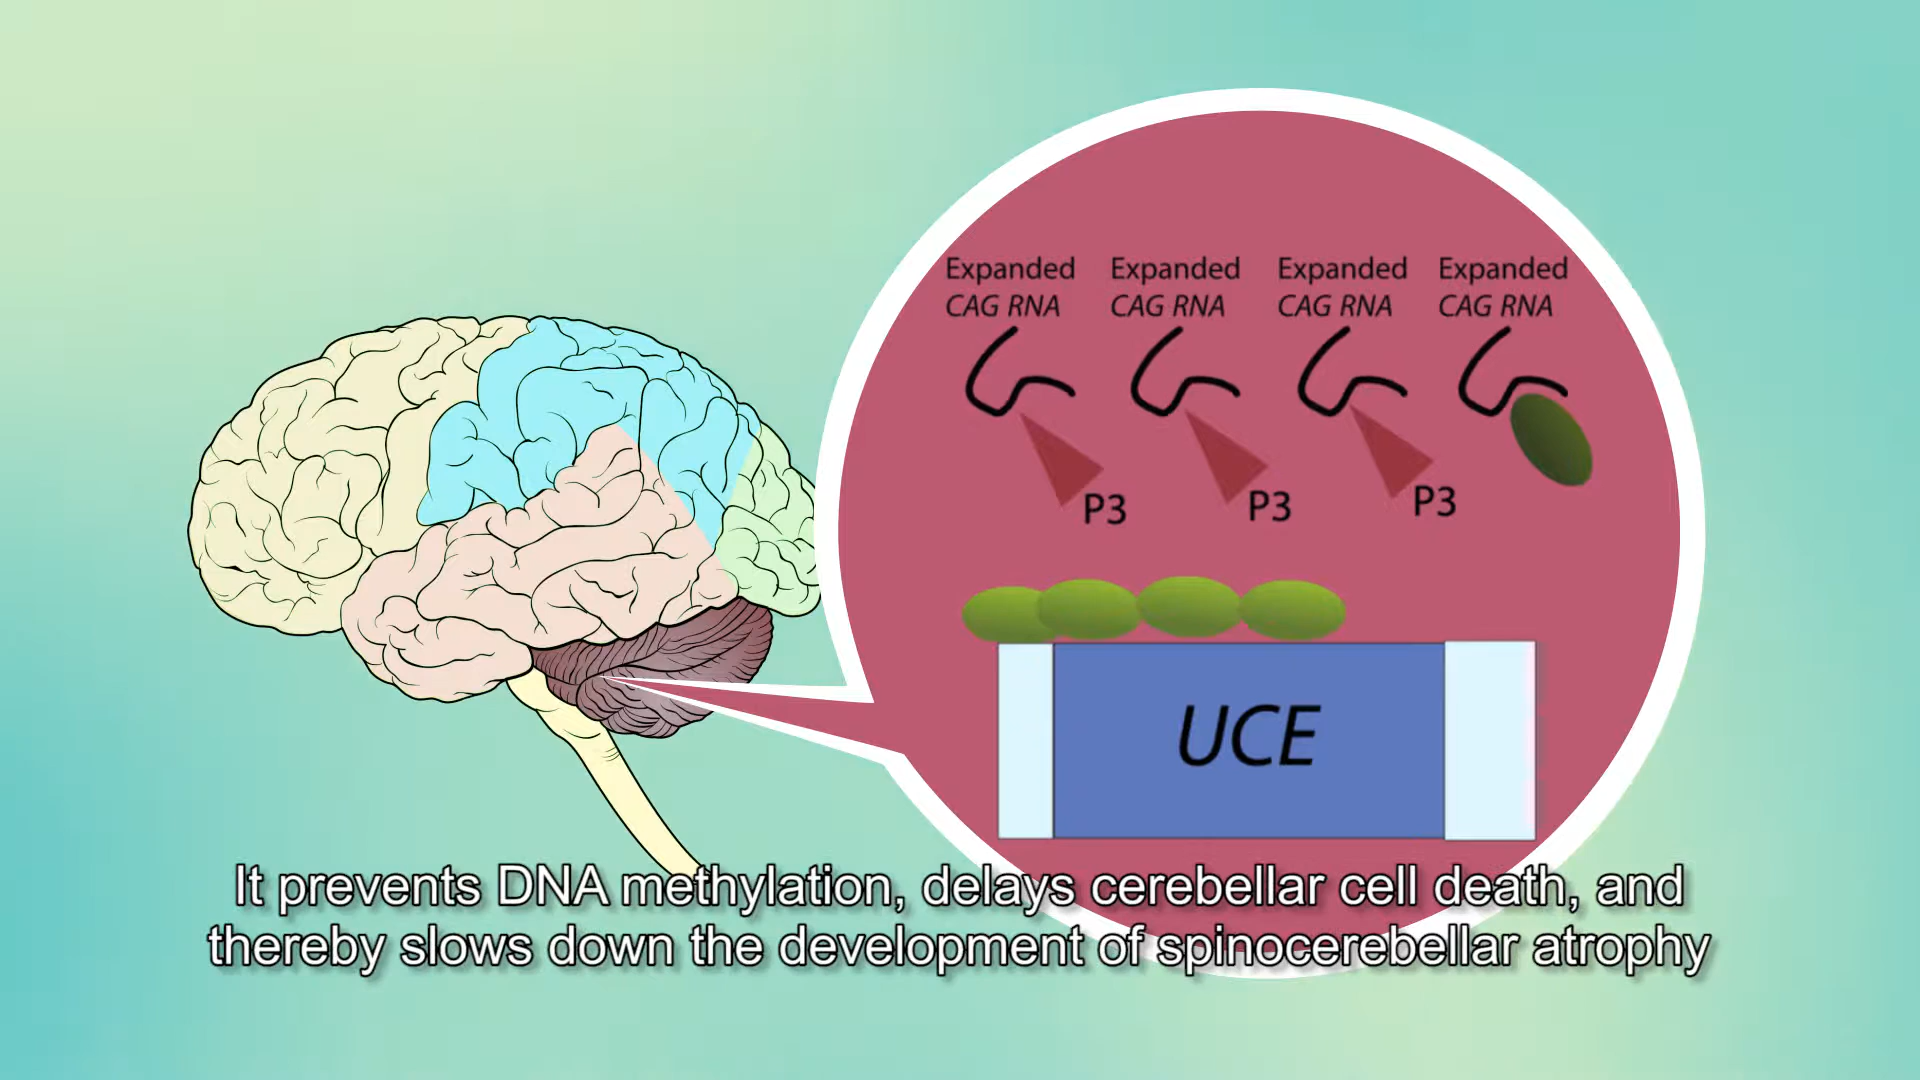 Expanded Expanded Expanded Expanded
CAG RNA CAG RNA CAG RNA CAG RNA
P3 P3 P3
UCE
It prevents DNA methylation, delays cerebellar cell death, and
thereby slows down the development of spinocerebellar atrophy